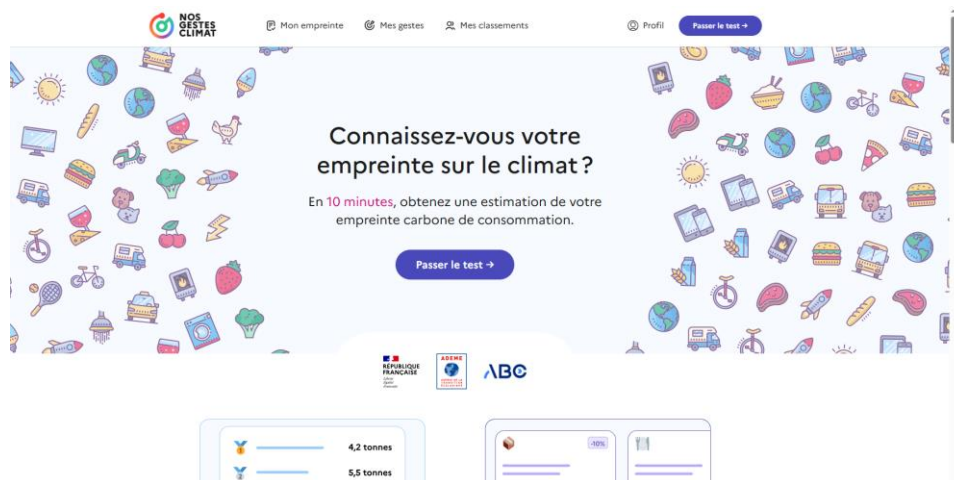 NOS
GESTES
CLIMAT
Mon empreinte
Mes gestes
Mes classements
Profil
Passer le test →
Connaissez-vous votre
empreinte sur le climat ?
En 10 minutes, obtenez une estimation de votre
empreinte carbone de consommation.
Passer le test →
RÉPUBLIQUE
FRANÇAISE
ADEME
ABC
4,2 tonnes
5,5 tonnes
-10%